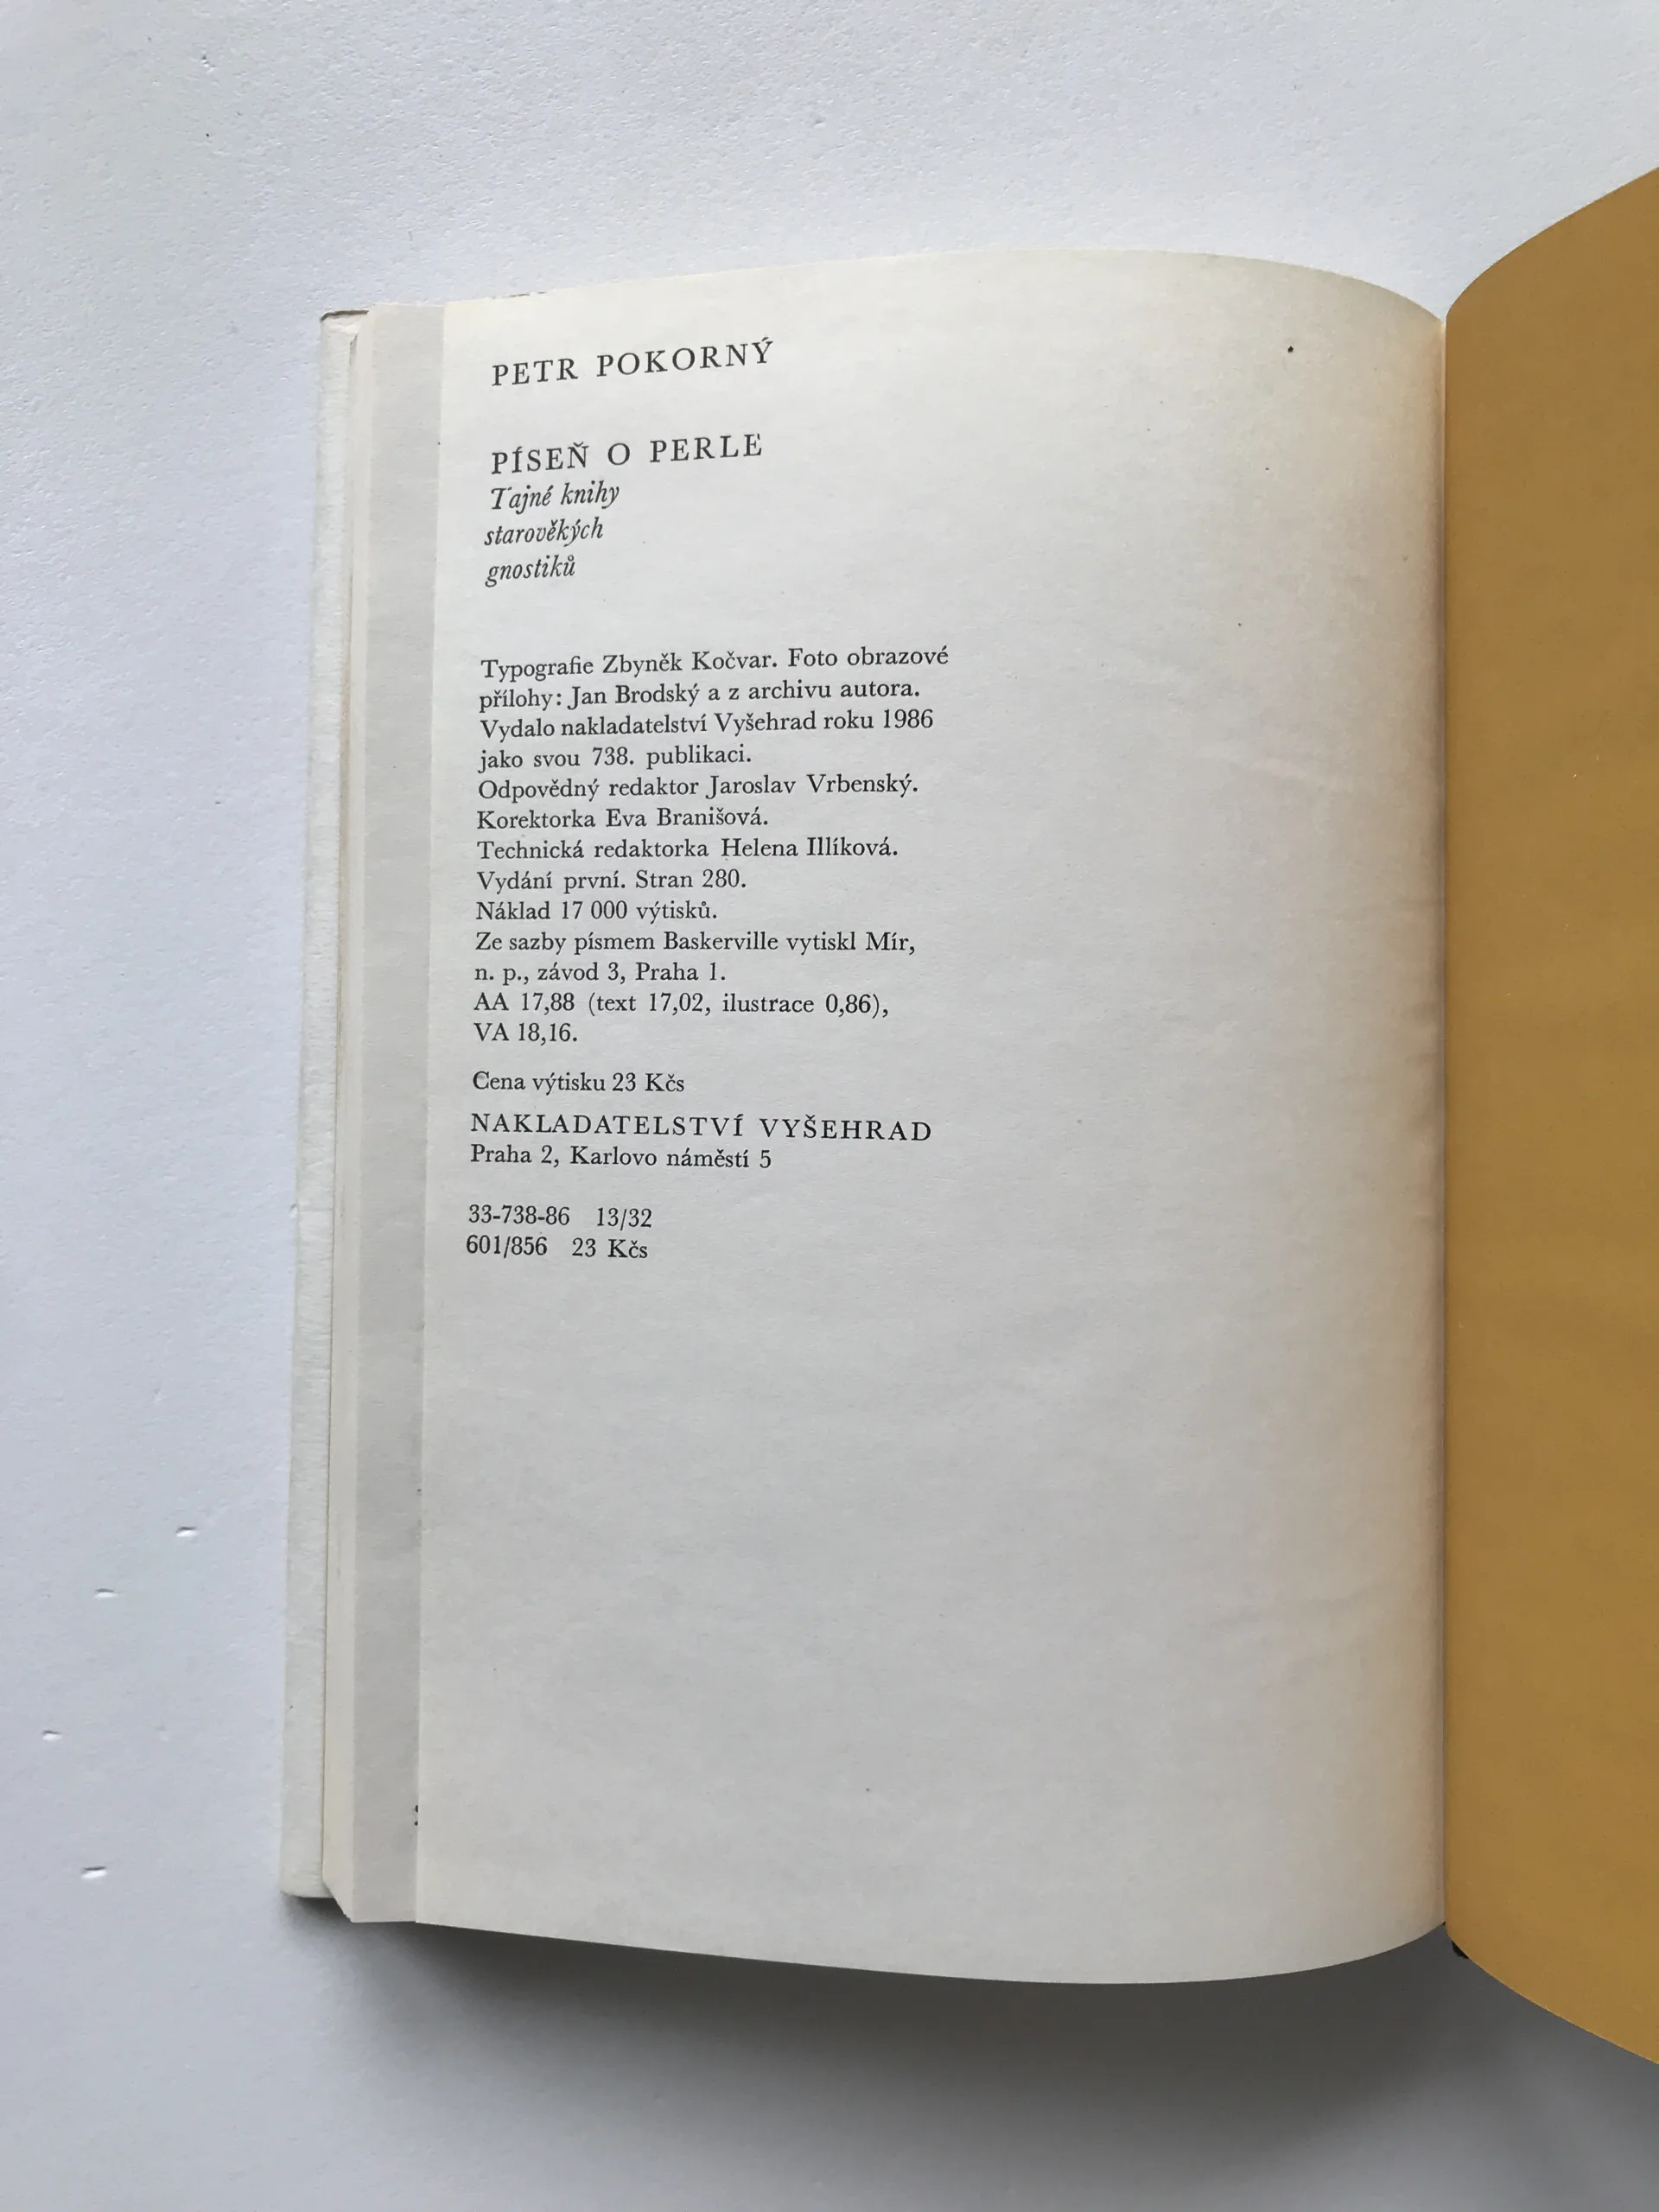 PETR POKORNÝ
PÍSEŇ O PERLE
Tajné knihy
starověkých
gnostiků
Typografie Zbyněk Kočvar. Foto obrazové
přílohy: Jan Brodský a z archivu autora.
Vydalo nakladatelství Vyšehrad roku 1986
jako svou 738. publikaci.
Odpovědný redaktor Jaroslav Vrbenský.
Korektorka Eva Branišová.
Technická redaktorka Helena Illíková.
Vydání první. Stran 280.
Náklad 17 000 výtisků.
Ze sazby písmem Baskerville vytiskl Mír,
n. p., závod 3, Praha 1.
AA 17,88 (text 17,02, ilustrace 0,86),
VA 18,16.
Cena výtisku 23 Kčs
NAKLADATELSTVÍ VYŠEHRAD
Praha 2, Karlovo náměstí 5
33-738-86 13/32
601/856 23 Kčs